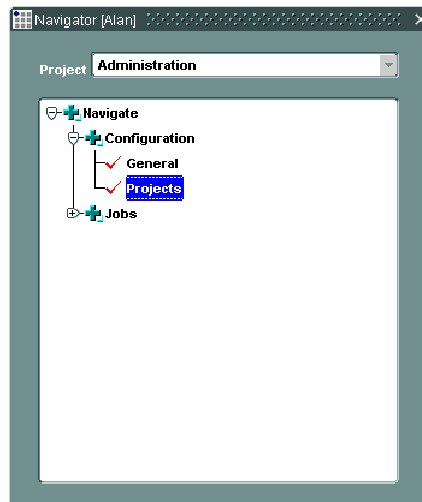 Navigator [Alan]
Project Administration
Navigate
Configuration
General
Projects
Jobs